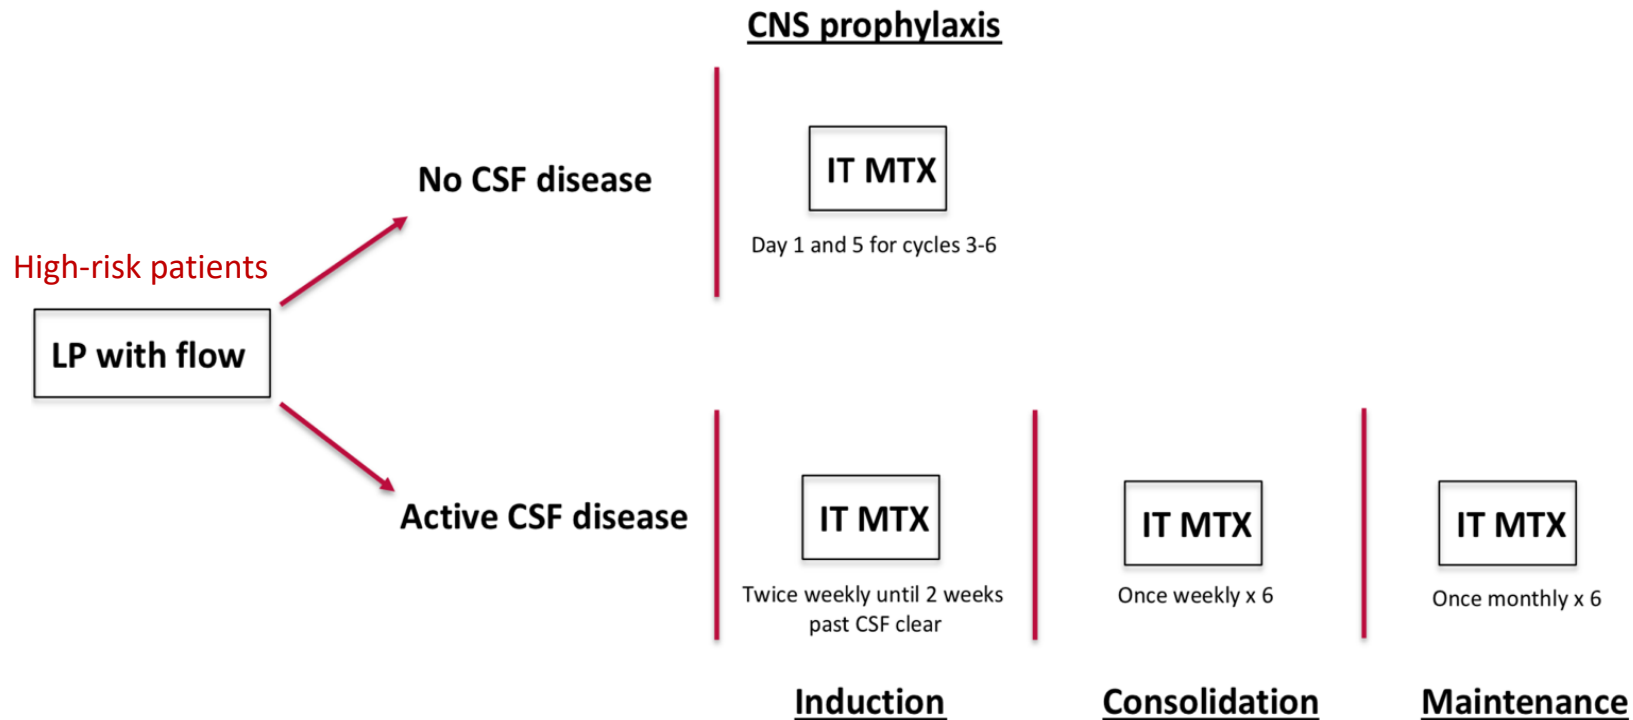 CNS prophylaxis
No CSF disease
IT MTX
Day 1 and 5 for cycles 3-6
High-risk patients
LP with flow
Active CSF disease
IT MTX
Twice weekly until 2 weeks
past CSF clear
Induction
IT MTX
Once weekly x 6
Consolidation
IT MTX
Once monthly x 6
Maintenance